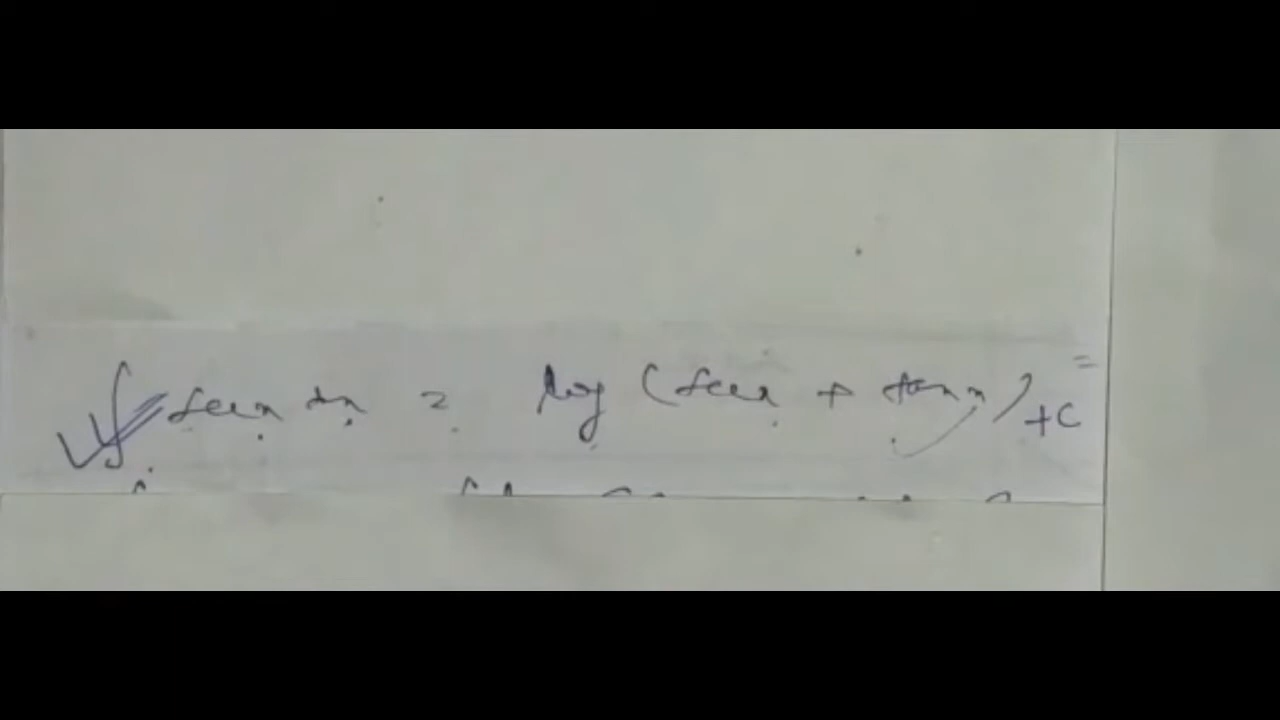 ∫ secx dx = log (secx + tanx) + C